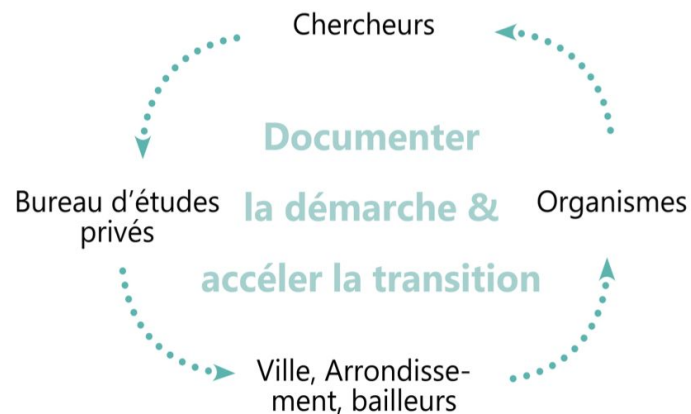 Chercheurs
Documenter
Bureau d'études
privés
la démarche &
Organismes
accéler la transition
Ville, Arrondisse-
ment, bailleurs